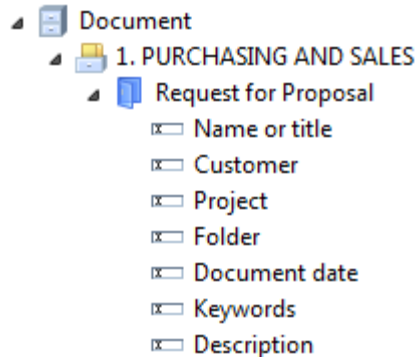 Document
1. PURCHASING AND SALES
Request for Proposal
Name or title
Customer
Project
Folder
Document date
Keywords
Description